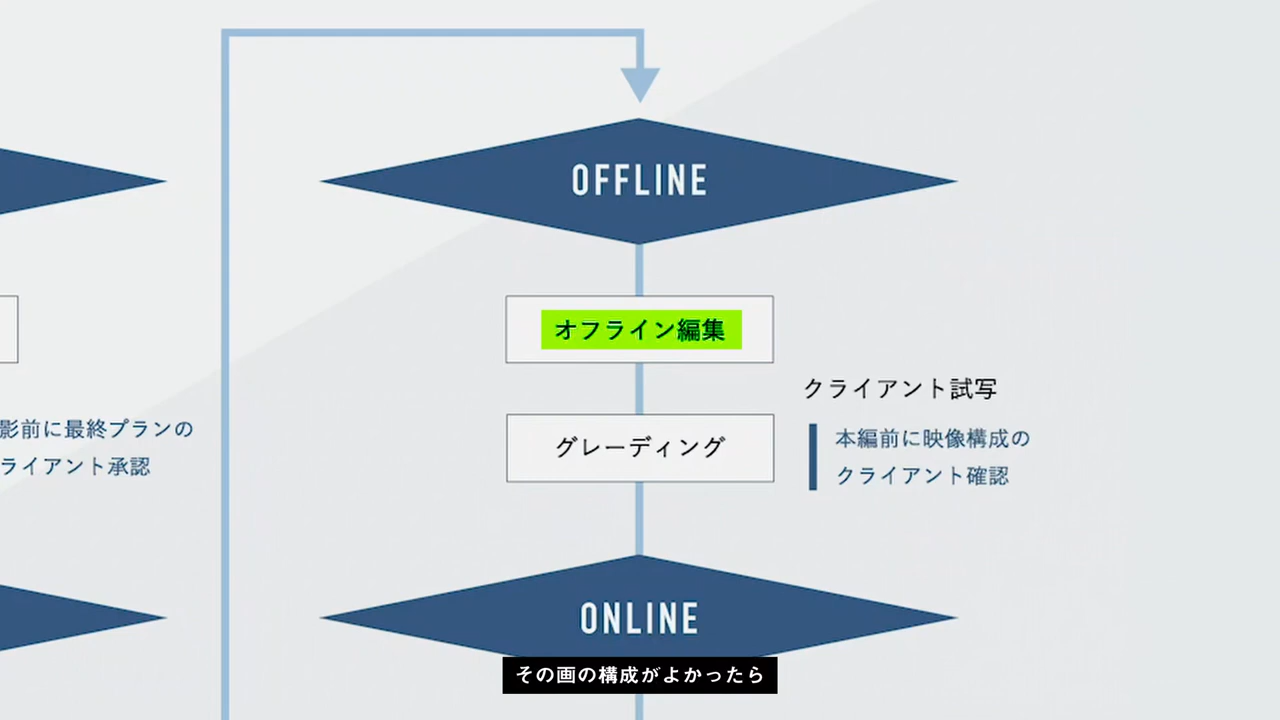 OFFLINE
オフライン編集
クライアント試写
グレーディング
本編前に映像構成の
クライアント確認
影前に最終プランの
ライアント承認
ONLINE
その画の構成がよかったら